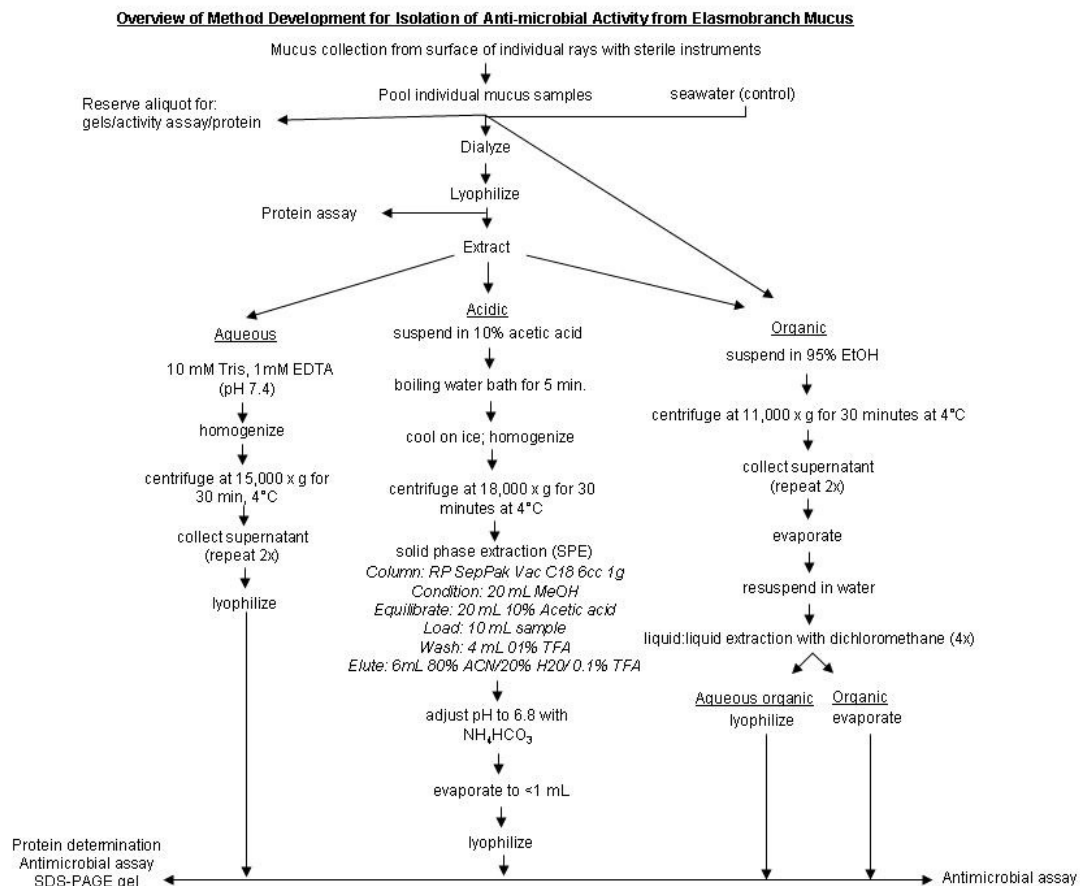 Overview of Method Development for Isolation of Anti-microbial Activity from Elasmobranch Mucus
Mucus collection from surface of individual rays with sterile instruments
Pool individual mucus samples
seawater (control)
Reserve aliquot for:
gels/activity assay/protein
Dialyze
Lyophilize
Protein assay
Extract
Aqueous
10 mM Tris, 1mM EDTA
(pH 7.4)
homogenize
centrifuge at 15,000 x g for
30 min, 4°C
collect supernatant
(repeat 2x)
lyophilize
Acidic
suspend in 10% acetic acid
boiling water bath for 5 min.
cool on ice; homogenize
centrifuge at 18,000 x g for 30
minutes at 4°C
solid phase extraction (SPE)
Column: RP SepPak Vac C18 6cc 1g
Condition: 20 mL MeOH
Equilibrate: 20 mL 10% Acetic acid
Load: 10 mL sample
Wash: 4 mL 01% TFA
Elute: 6mL 80% ACN/20% H20/ 0.1% TFA
adjust pH to 6.8 with
NH₄HCO₃
evaporate to <1 mL
lyophilize
Organic
suspend in 95% EtOH
centrifuge at 11,000 x g for 30 minutes at 4°C
collect supernatant
(repeat 2x)
evaporate
resuspend in water
liquid:liquid extraction with dichloromethane (4x)
Aqueous organic
lyophilize
Organic
evaporate
Protein determination
Antimicrobial assay
SDS-PAGE gel
Antimicrobial assay